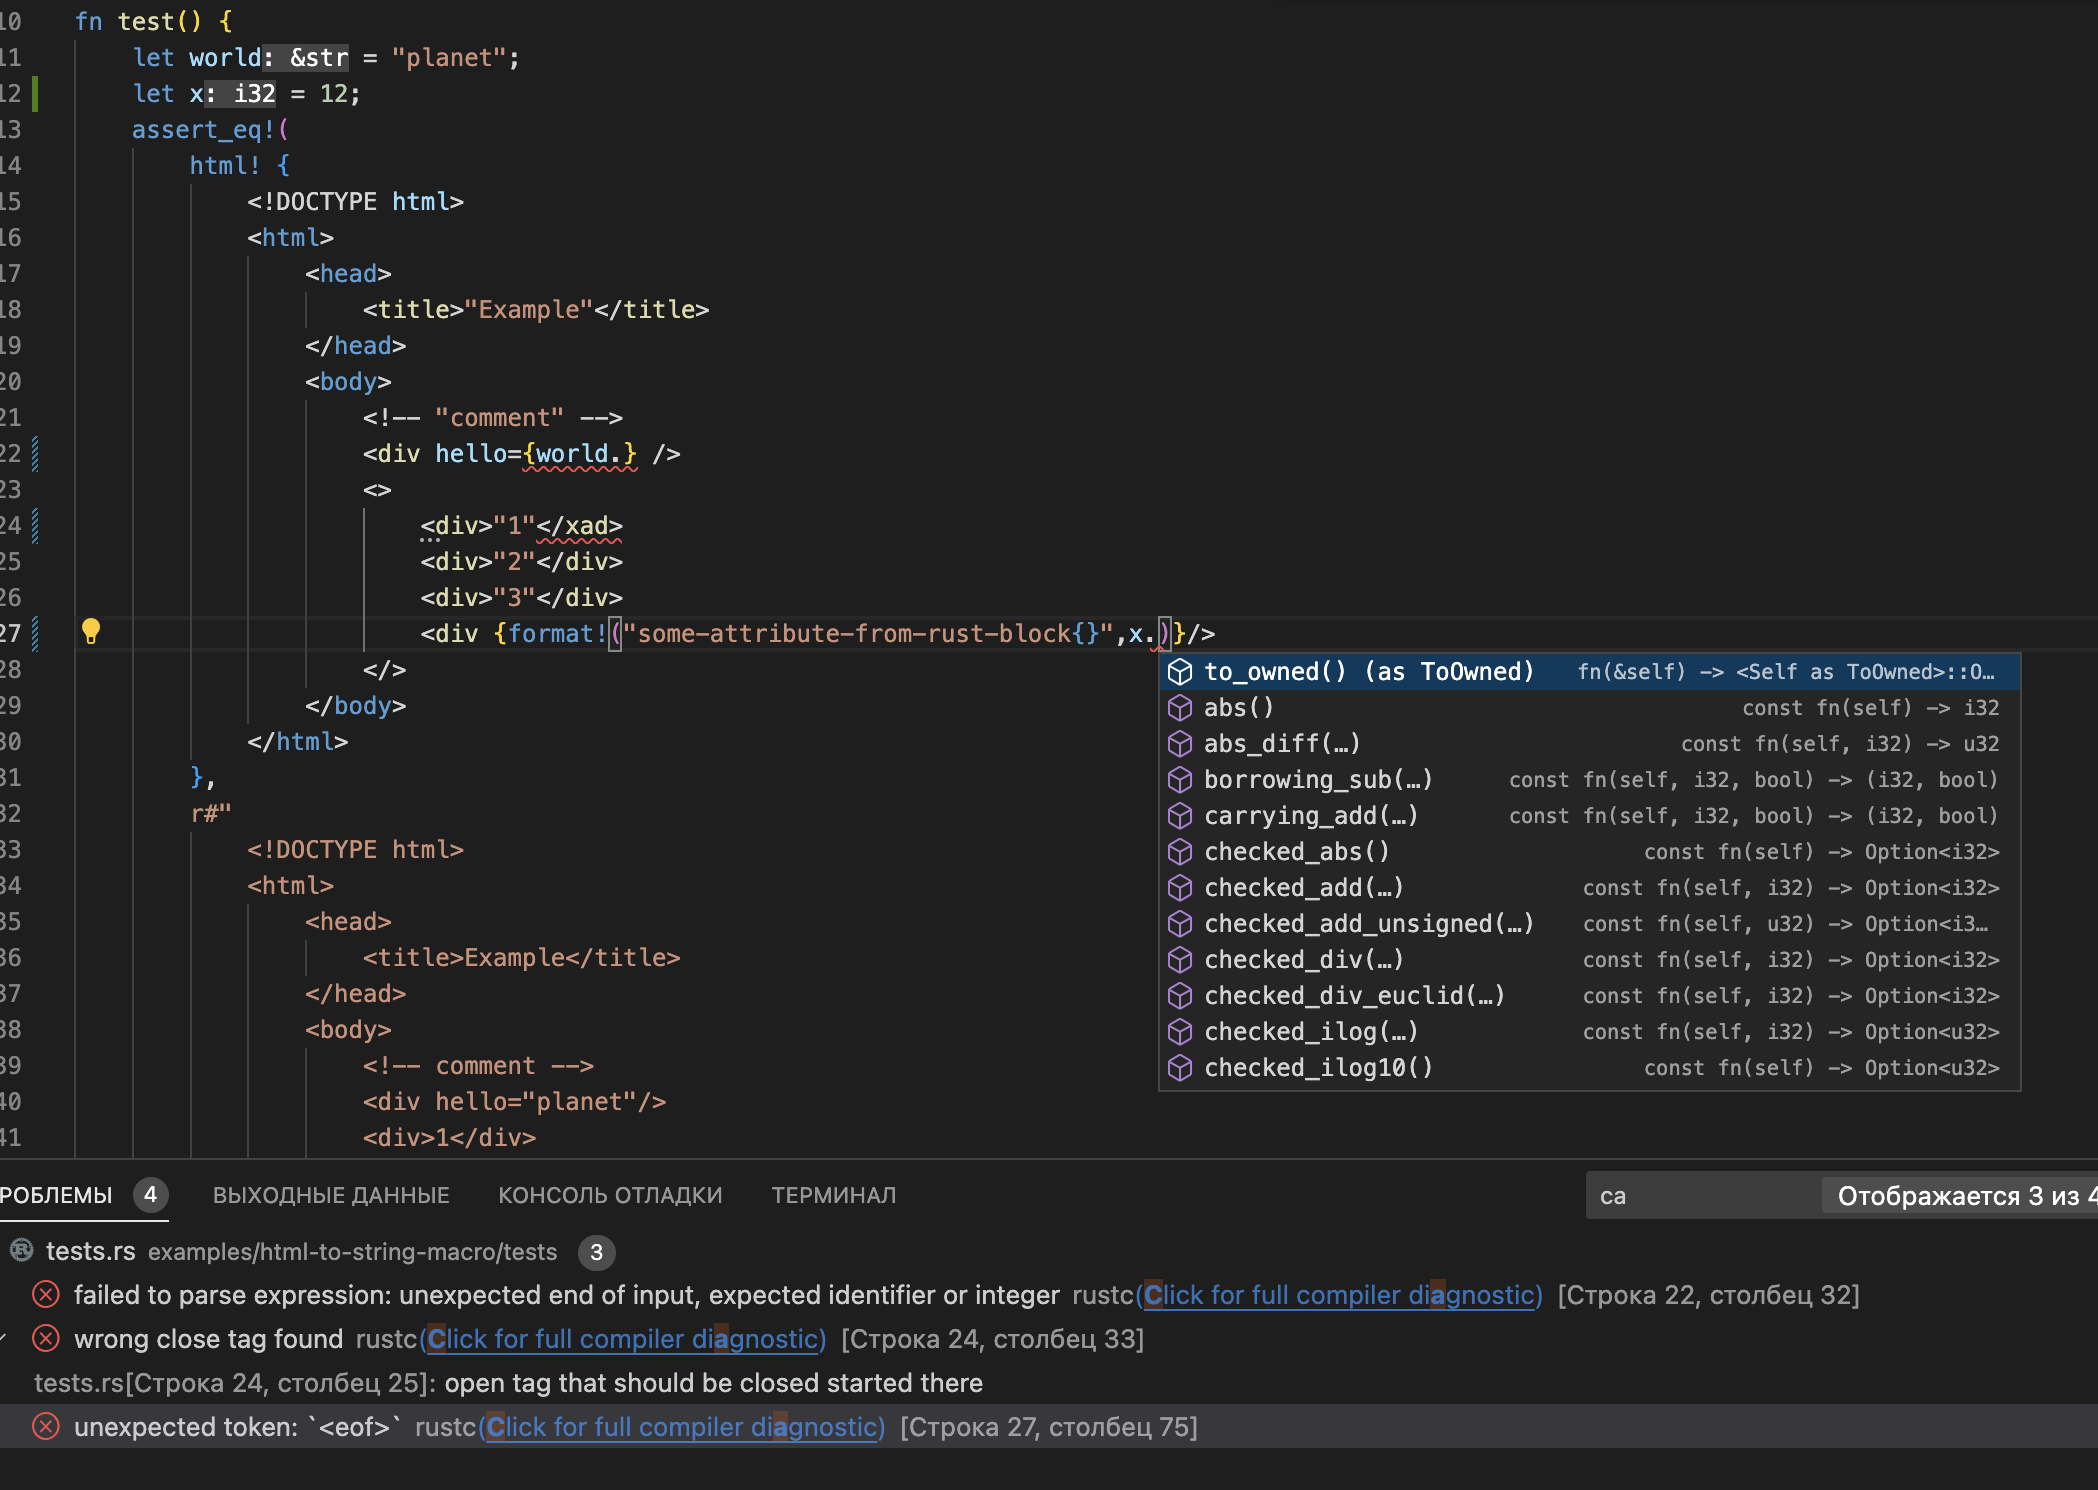 10 fn test() {
11 let world: &str = "planet";
12 let x: i32 = 12;
13 assert_eq!(
14 html! {
15 <!DOCTYPE html>
16 <html>
17 <head>
18 <title>"Example"</title>
19 </head>
20 <body>
21 <!-- "comment" -->
22 <div hello={world.} />
23 <>
24 <div>"1"</xad>
25 <div>"2"</div>
26 <div>"3"</div>
27 <div {format!("some-attribute-from-rust-block{}",x.)}/>
28 </>
29 </body>
30 </html>
31 },
32 r#"
33 <!DOCTYPE html>
34 <html>
35 <head>
36 <title>Example</title>
37 </head>
38 <body>
39 <!-- comment -->
40 <div hello="planet"/>
41 <div>1</div>
to_owned() (as ToOwned) fn(&self) -> <Self as ToOwned>::O…
abs() const fn(self) -> i32
abs_diff(…) const fn(self, i32) -> u32
borrowing_sub(…) const fn(self, i32, bool) -> (i32, bool)
carrying_add(…) const fn(self, i32, bool) -> (i32, bool)
checked_abs() const fn(self) -> Option<i32>
checked_add(…) const fn(self, i32) -> Option<i32>
checked_add_unsigned(…) const fn(self, u32) -> Option<i3…
checked_div(…) const fn(self, i32) -> Option<i32>
checked_div_euclid(…) const fn(self, i32) -> Option<i32>
checked_ilog(…) const fn(self, i32) -> Option<u32>
checked_ilog10() const fn(self) -> Option<u32>
РОБЛЕМЫ 4 ВЫХОДНЫЕ ДАННЫЕ КОНСОЛЬ ОТЛАДКИ ТЕРМИНАЛ ca Отображается 3 из 4
tests.rs examples/html-to-string-macro/tests 3
failed to parse expression: unexpected end of input, expected identifier or integer rustc(Click for full compiler diagnostic) [Строка 22, столбец 32]
wrong close tag found rustc(Click for full compiler diagnostic) [Строка 24, столбец 33]
tests.rs[Строка 24, столбец 25]: open tag that should be closed started there
unexpected token: `<eof>` rustc(Click for full compiler diagnostic) [Строка 27, столбец 75]